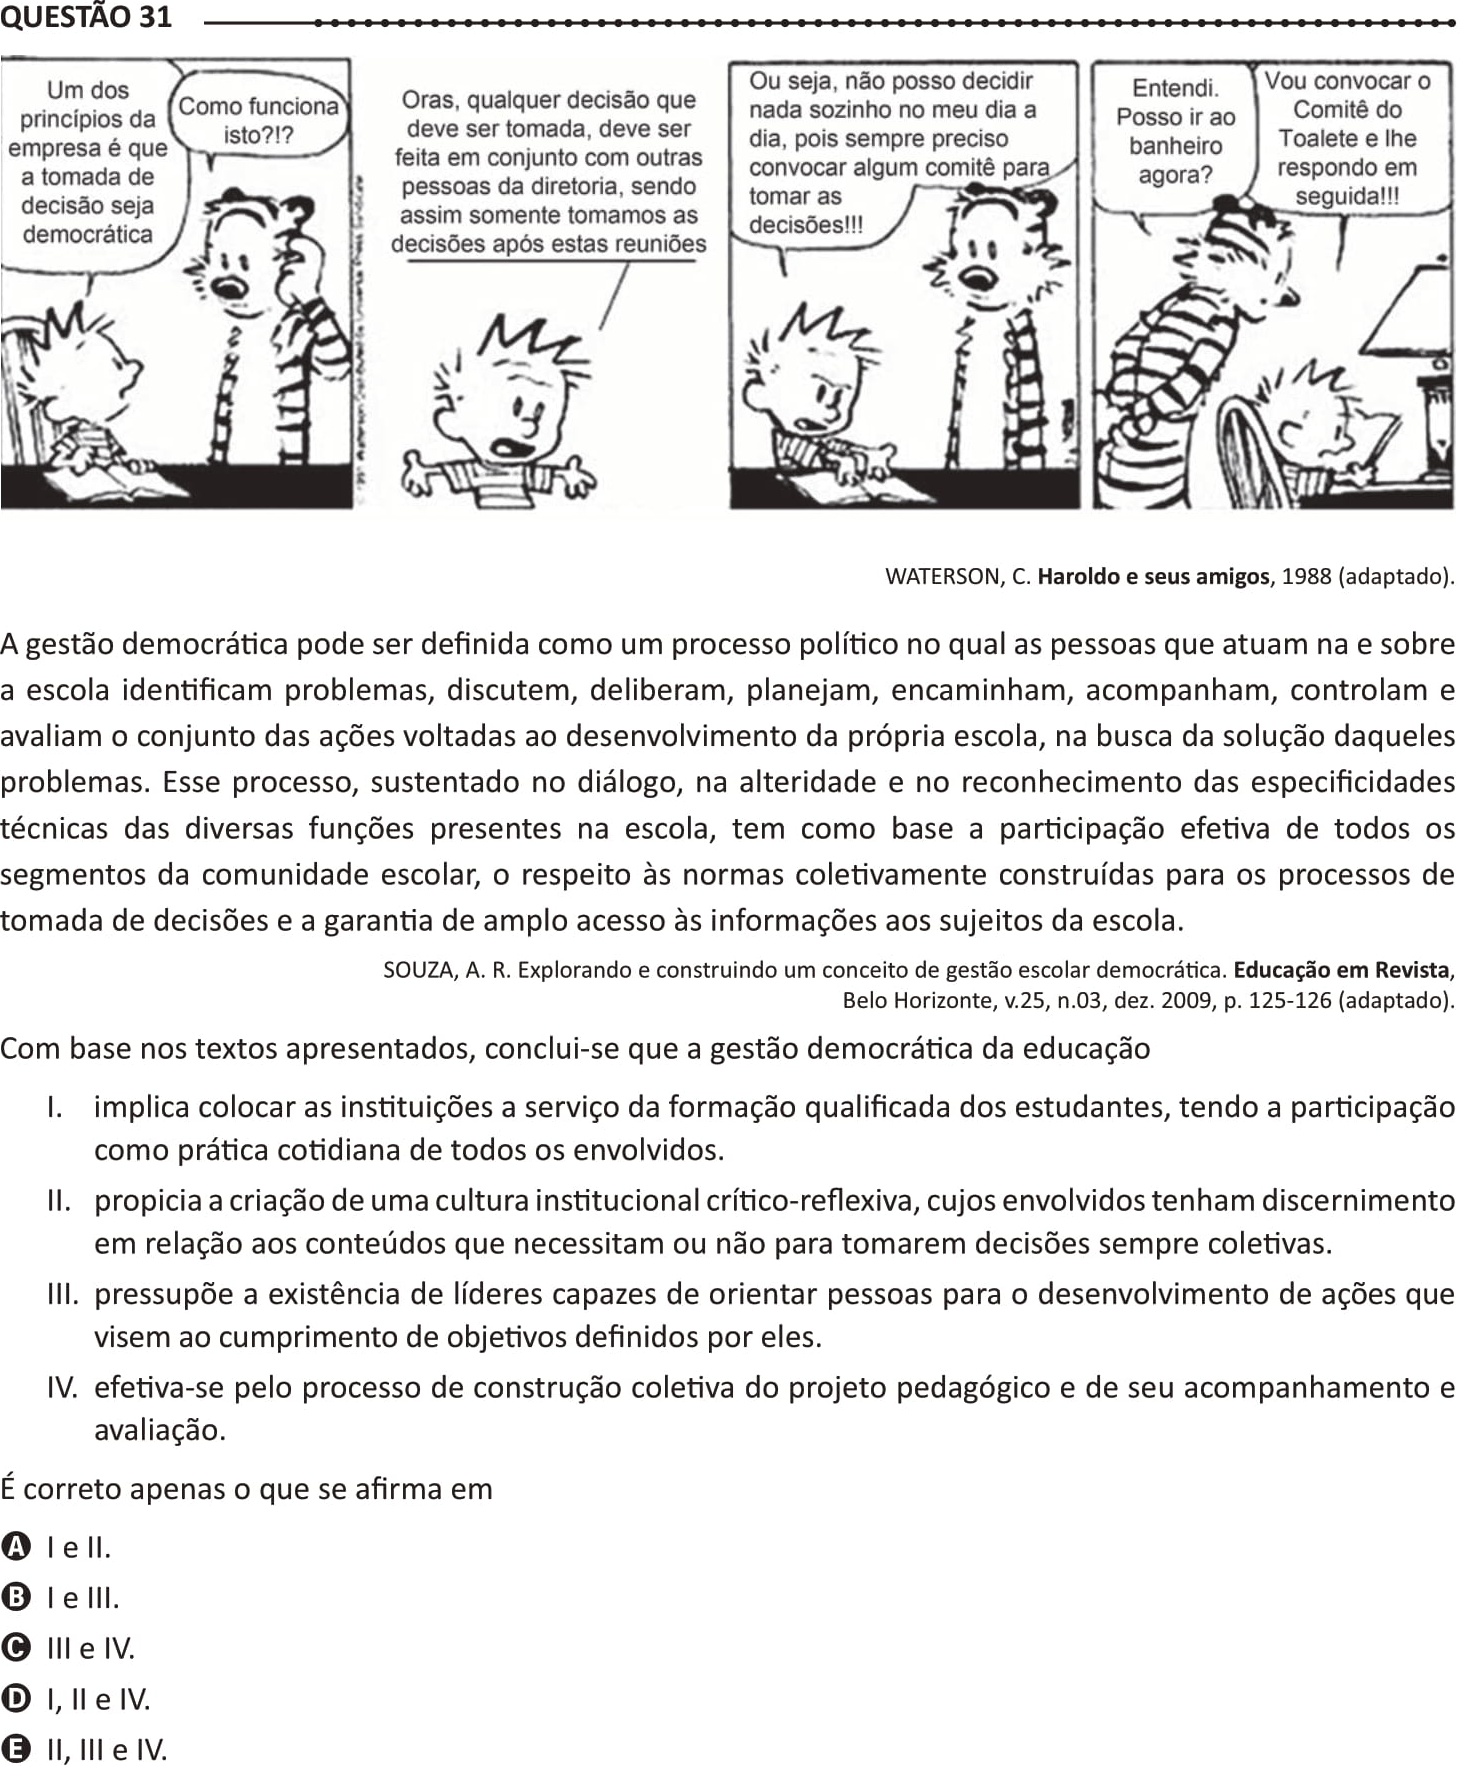 QUESTÃO 31
Um dos
princípios da
empresa é que
a tomada de
decisão seja
democrática
Como funciona
isto?!?
Oras, qualquer decisão que
deve ser tomada, deve ser
feita em conjunto com outras
pessoas da diretoria, sendo
assim somente tomamos as
decisões após estas reuniões
Ou seja, não posso decidir
nada sozinho no meu dia a
dia, pois sempre preciso
convocar algum comitê para
tomar as
decisões!!!
Entendi.
Posso ir ao
banheiro
agora?
Vou convocar o
Comitê do
Toalete e lhe
respondo em
seguida!!!
WATERSON, C. Haroldo e seus amigos, 1988 (adaptado).
A gestão democrática pode ser definida como um processo político no qual as pessoas que atuam na e sobre
a escola identificam problemas, discutem, deliberam, planejam, encaminham, acompanham, controlam e
avaliam o conjunto das ações voltadas ao desenvolvimento da própria escola, na busca da solução daqueles
problemas. Esse processo, sustentado no diálogo, na alteridade e no reconhecimento das especificidades
técnicas das diversas funções presentes na escola, tem como base a participação efetiva de todos os
segmentos da comunidade escolar, o respeito às normas coletivamente construídas para os processos de
tomada de decisões e a garantia de amplo acesso às informações aos sujeitos da escola.
SOUZA, A. R. Explorando e construindo um conceito de gestão escolar democrática. Educação em Revista,
Belo Horizonte, v.25, n.03, dez. 2009, p. 125-126 (adaptado).
Com base nos textos apresentados, conclui-se que a gestão democrática da educação
I. implica colocar as instituições a serviço da formação qualificada dos estudantes, tendo a participação
como prática cotidiana de todos os envolvidos.
II. propicia a criação de uma cultura institucional crítico-reflexiva, cujos envolvidos tenham discernimento
em relação aos conteúdos que necessitam ou não para tomarem decisões sempre coletivas.
III. pressupõe a existência de líderes capazes de orientar pessoas para o desenvolvimento de ações que
visem ao cumprimento de objetivos definidos por eles.
IV. efetiva-se pelo processo de construção coletiva do projeto pedagógico e de seu acompanhamento e
avaliação.
É correto apenas o que se afirma em
A I e II.
B I e III.
C III e IV.
D I, II e IV.
E II, III e IV.